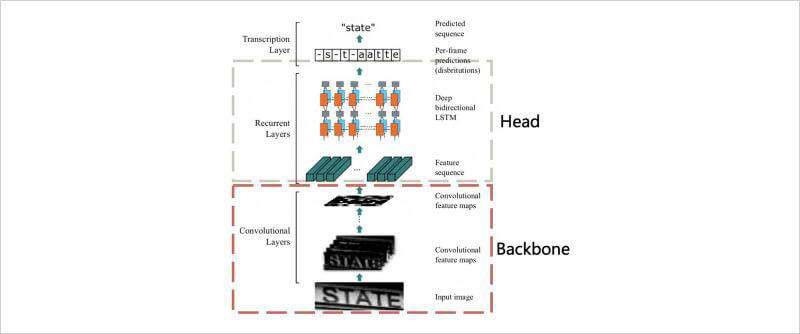 "state"
Predicted
sequence
Transcription
Layer
-s-t-aatte
Per-frame
predictions
(disbritutions)
Recurrent
Layers
Deep
bidirectional
LSTM
Head
Feature
sequence
Convolutional
feature maps
Convolutional
Layers
Convolutional
feature maps
Backbone
STATE
STATE
Input image